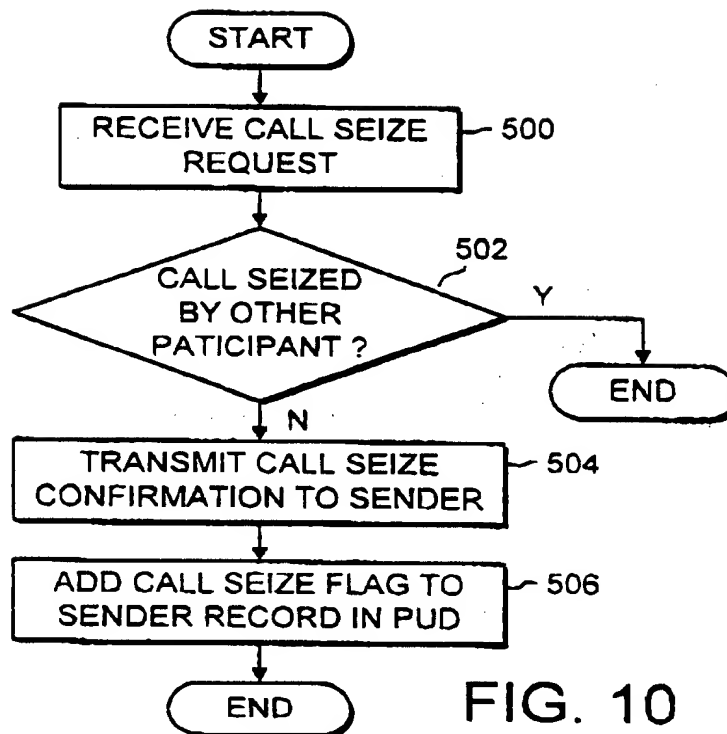 START
RECEIVE CALL SEIZE
REQUEST
500
CALL SEIZED
BY OTHER
PATICIPANT ?
502
Y
END
N
TRANSMIT CALL SEIZE
CONFIRMATION TO SENDER
504
ADD CALL SEIZE FLAG TO
SENDER RECORD IN PUD
506
END
FIG. 10